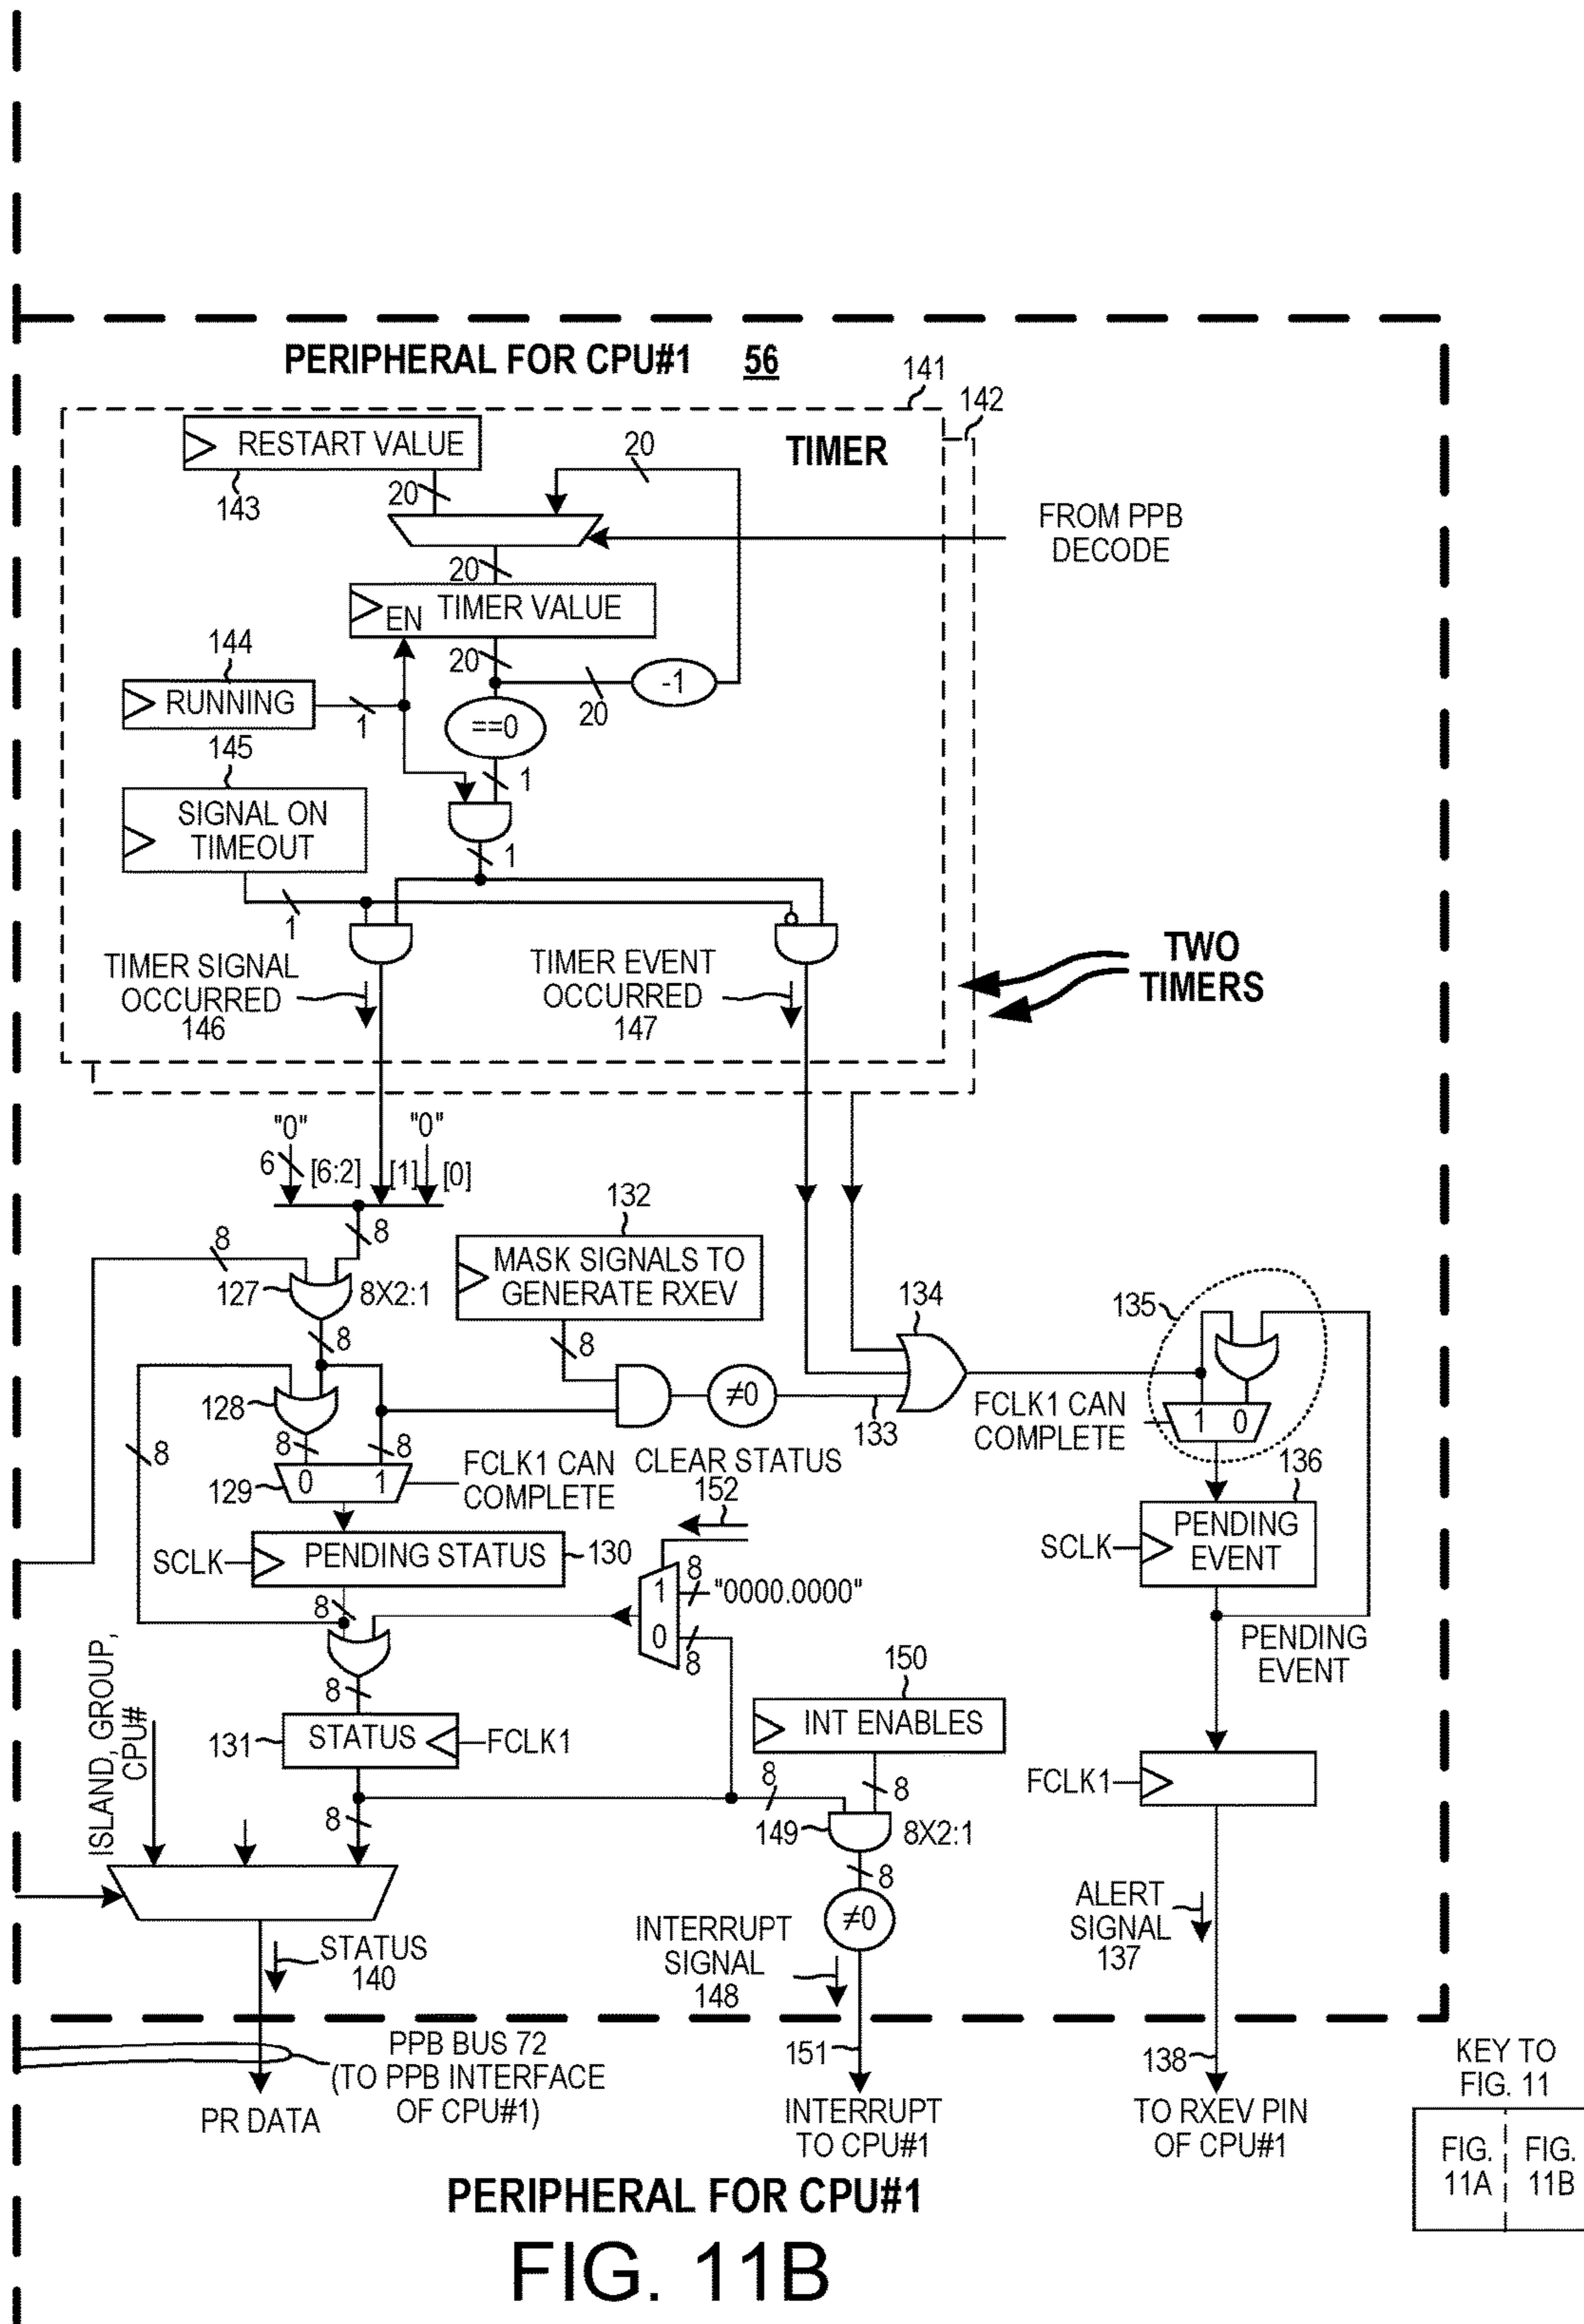 PERIPHERAL FOR CPU#1 56
141
142
RESTART VALUE
TIMER
20
143
20
FROM PPB
DECODE
20
EN TIMER VALUE
144
20
-1
RUNNING
1
20
==0
145
1
SIGNAL ON
TIMEOUT
1
1
TIMER SIGNAL
OCCURRED
146
TIMER EVENT
OCCURRED
147
TWO
TIMERS
"0"
"0"
6
[6:2]
[1]
[0]
132
8
8
MASK SIGNALS TO
GENERATE RXEV
127
8X2:1
134
135
8
8
128
≠0
133
FCLK1 CAN
COMPLETE
1 0
8
8
8
129
0 1
FCLK1 CAN
COMPLETE
CLEAR STATUS
152
136
SCLK
PENDING STATUS
130
SCLK
PENDING
EVENT
1
8
"0000.0000"
8
0
8
PENDING
EVENT
ISLAND, GROUP,
CPU#
150
8
INT ENABLES
131
STATUS
FCLK1
FCLK1
8
8
8
149
8X2:1
8
≠0
STATUS
140
INTERRUPT
SIGNAL
148
ALERT
SIGNAL
137
PPB BUS 72
(TO PPB INTERFACE
OF CPU#1)
151
138
KEY TO
FIG. 11
PR DATA
INTERRUPT
TO CPU#1
TO RXEV PIN
OF CPU#1
FIG.
11A
FIG.
11B
PERIPHERAL FOR CPU#1
FIG. 11B